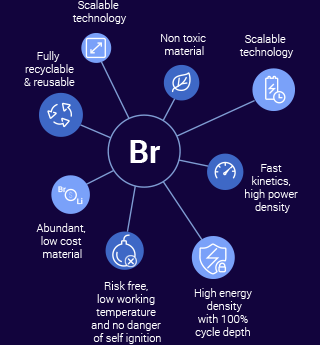 Scalable
technology
Non toxic
material
Scalable
technology
Fully
recyclable
& reusable
Br
Fast
kinetics,
high power
density
Br
Li
Abundant,
low cost
material
Risk free,
low working
temperature
and no danger
of self ignition
High energy
density
with 100%
cycle depth